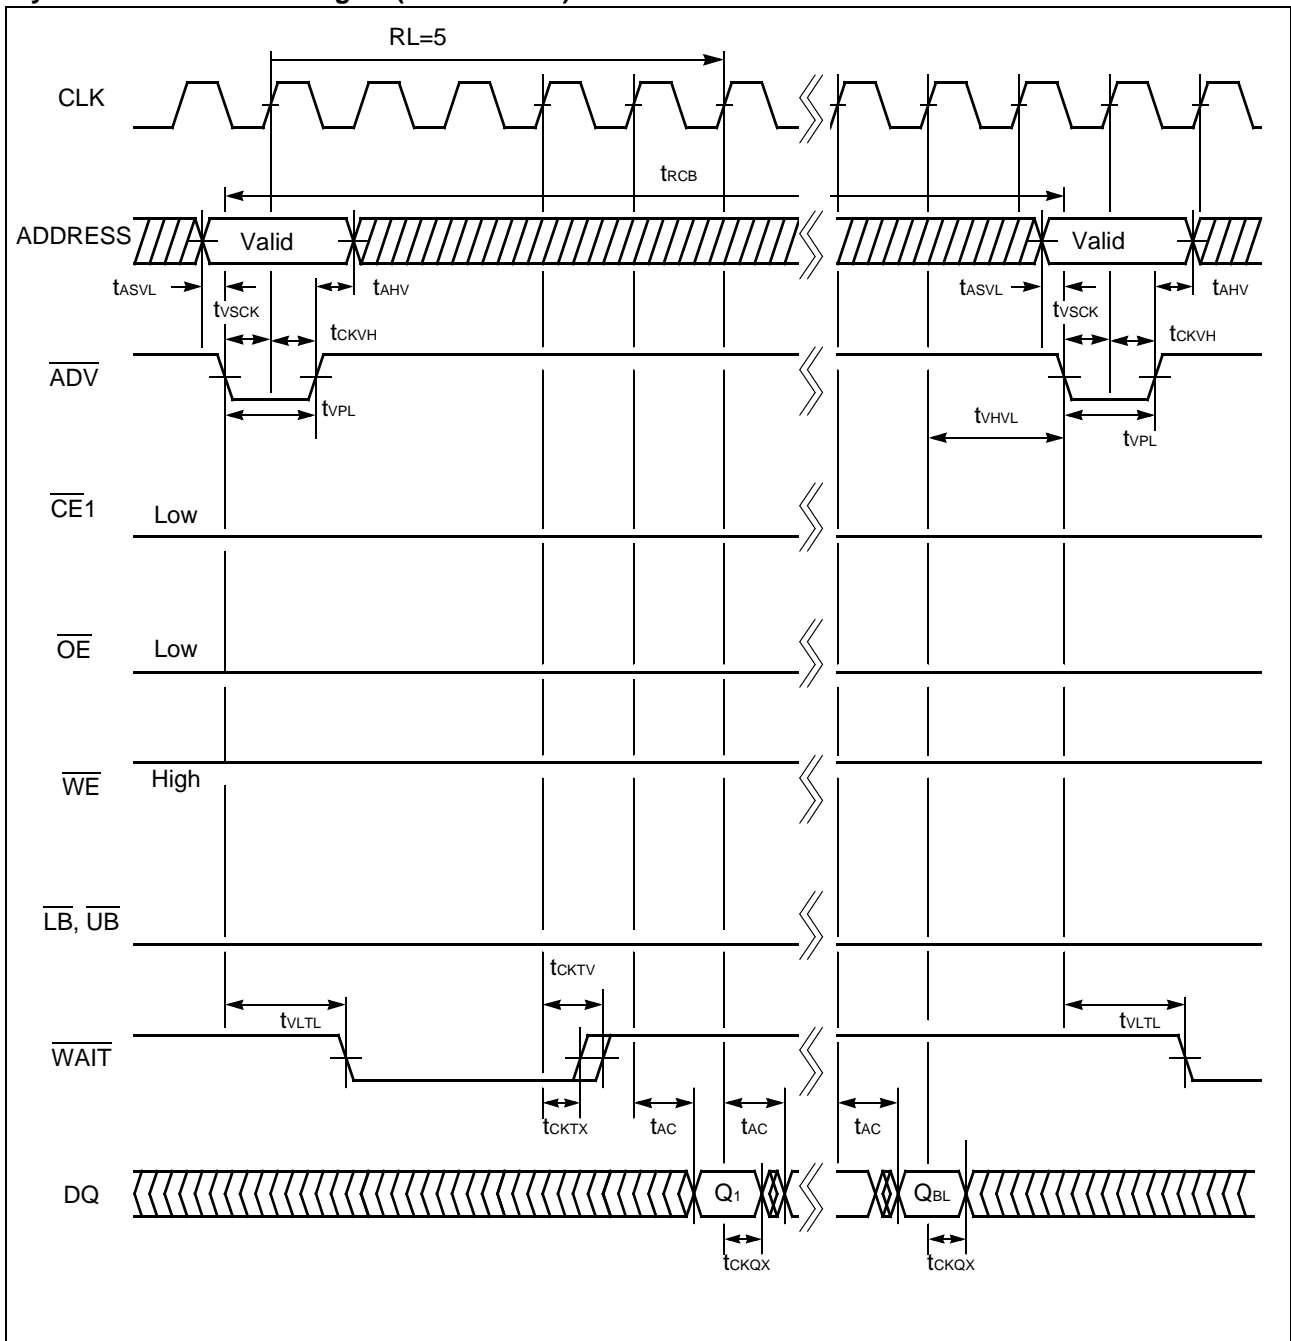 RL=5
CLK
tRCB
ADDRESS Valid Valid
tASVL tAHV tASVL tAHV
tVSCK tVSCK
tCKVH tCKVH
ADV
tVPL tVHVL tVPL
CE1 Low
OE Low
WE High
LB, UB
tCKTV
tVLTL tVLTL
WAIT
tCKTX tAC tAC tAC
DQ Q1 QBL
tCKQX tCKQX